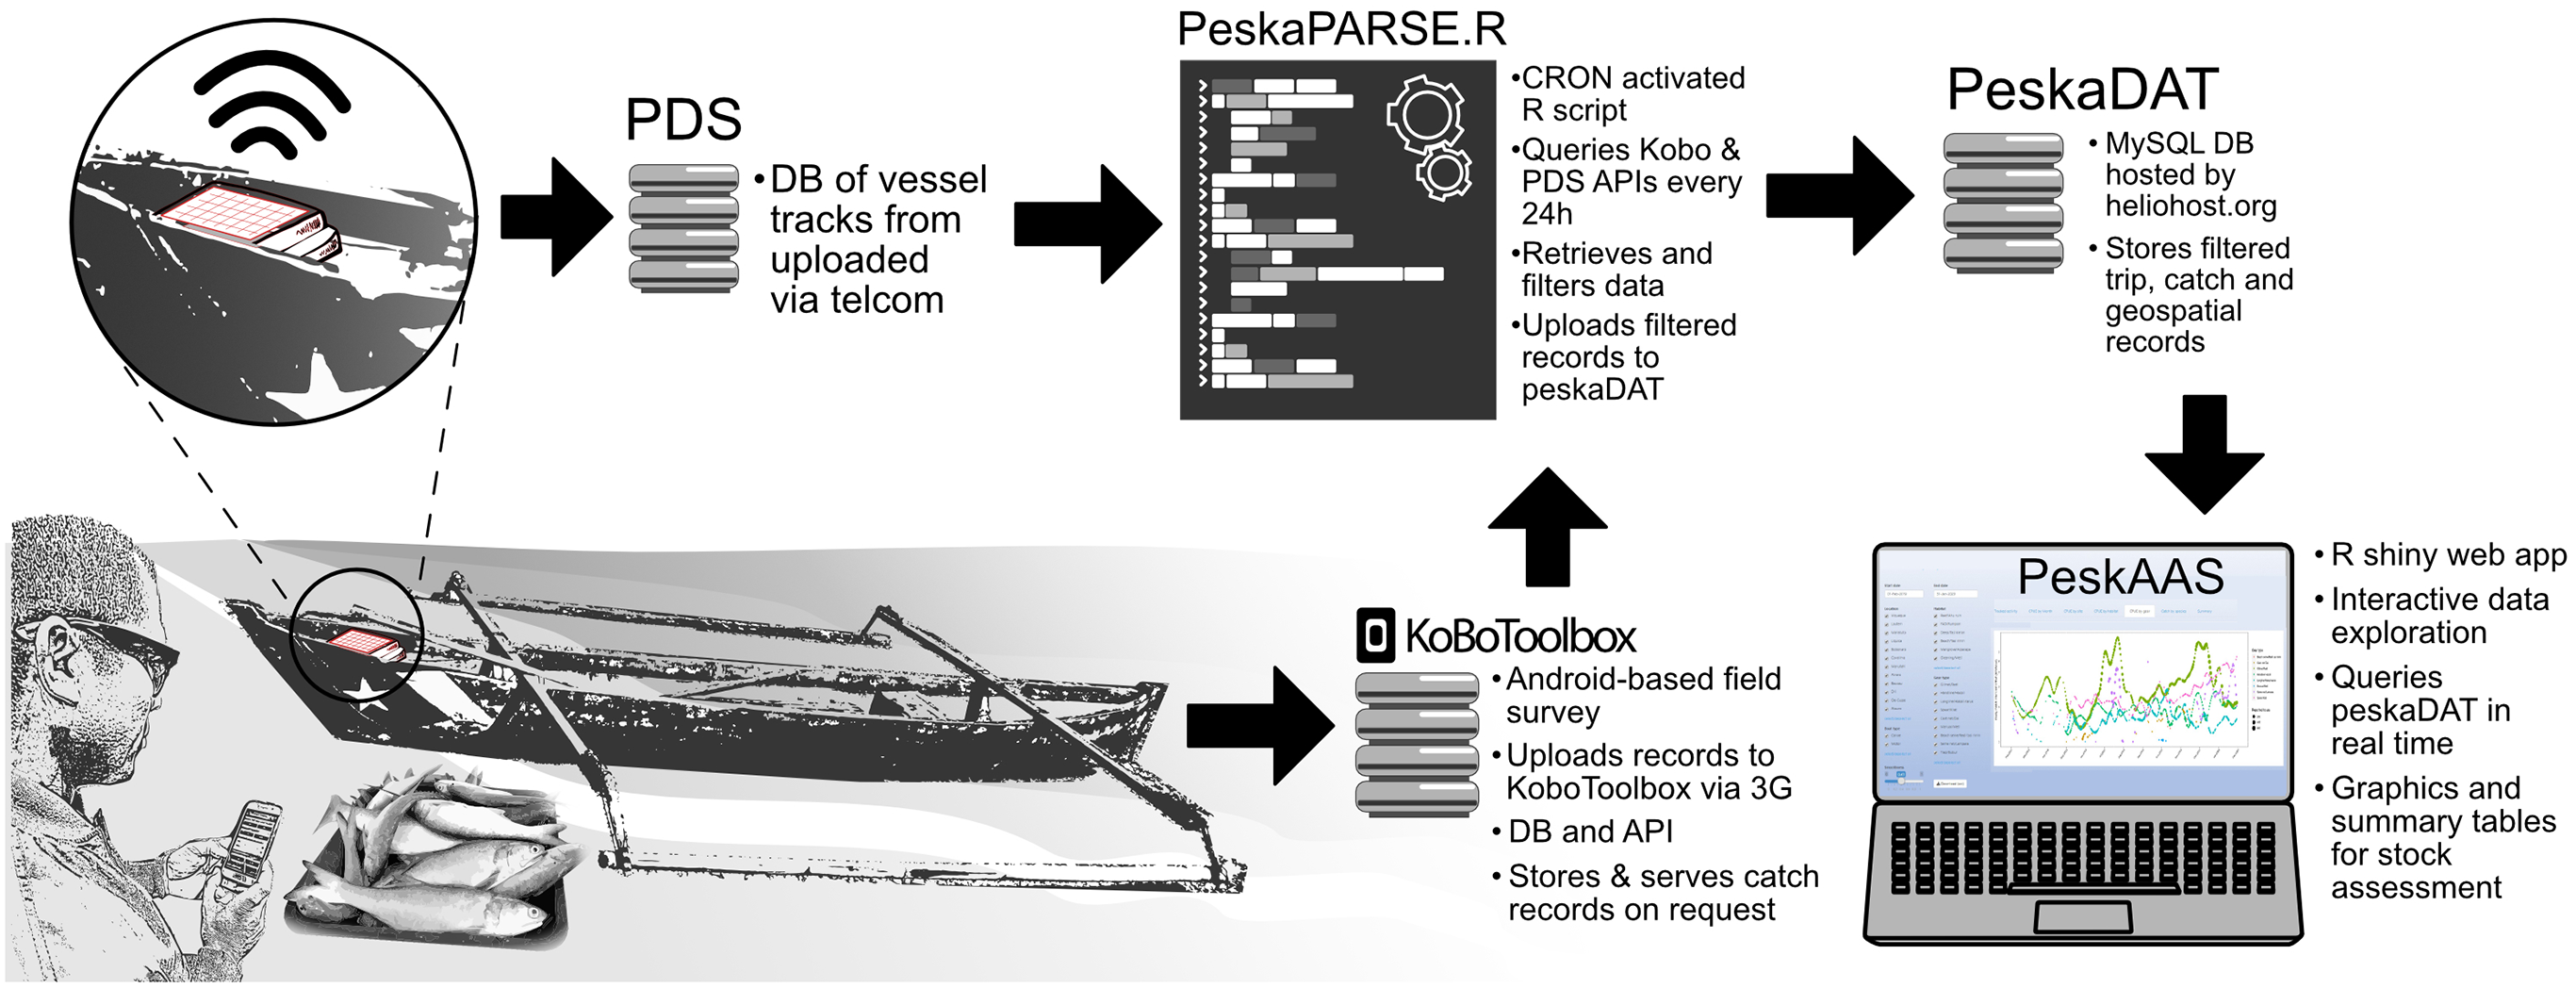 PDS
•DB of vessel
tracks from
uploaded
via telcom
PeskaPARSE.R
•CRON activated
R script
•Queries Kobo &
PDS APIs every
24h
•Retrieves and
filters data
•Uploads filtered
records to
peskaDAT
PeskaDAT
• MySQL DB
hosted by
heliohost.org
• Stores filtered
trip, catch and
geospatial
records
KoBoToolbox
• Android-based field
survey
• Uploads records to
KoboToolbox via 3G
• DB and API
• Stores & serves catch
records on request
PeskAAS
• R shiny web app
• Interactive data
exploration
• Queries
peskaDAT in
real time
• Graphics and
summary tables
for stock
assessment